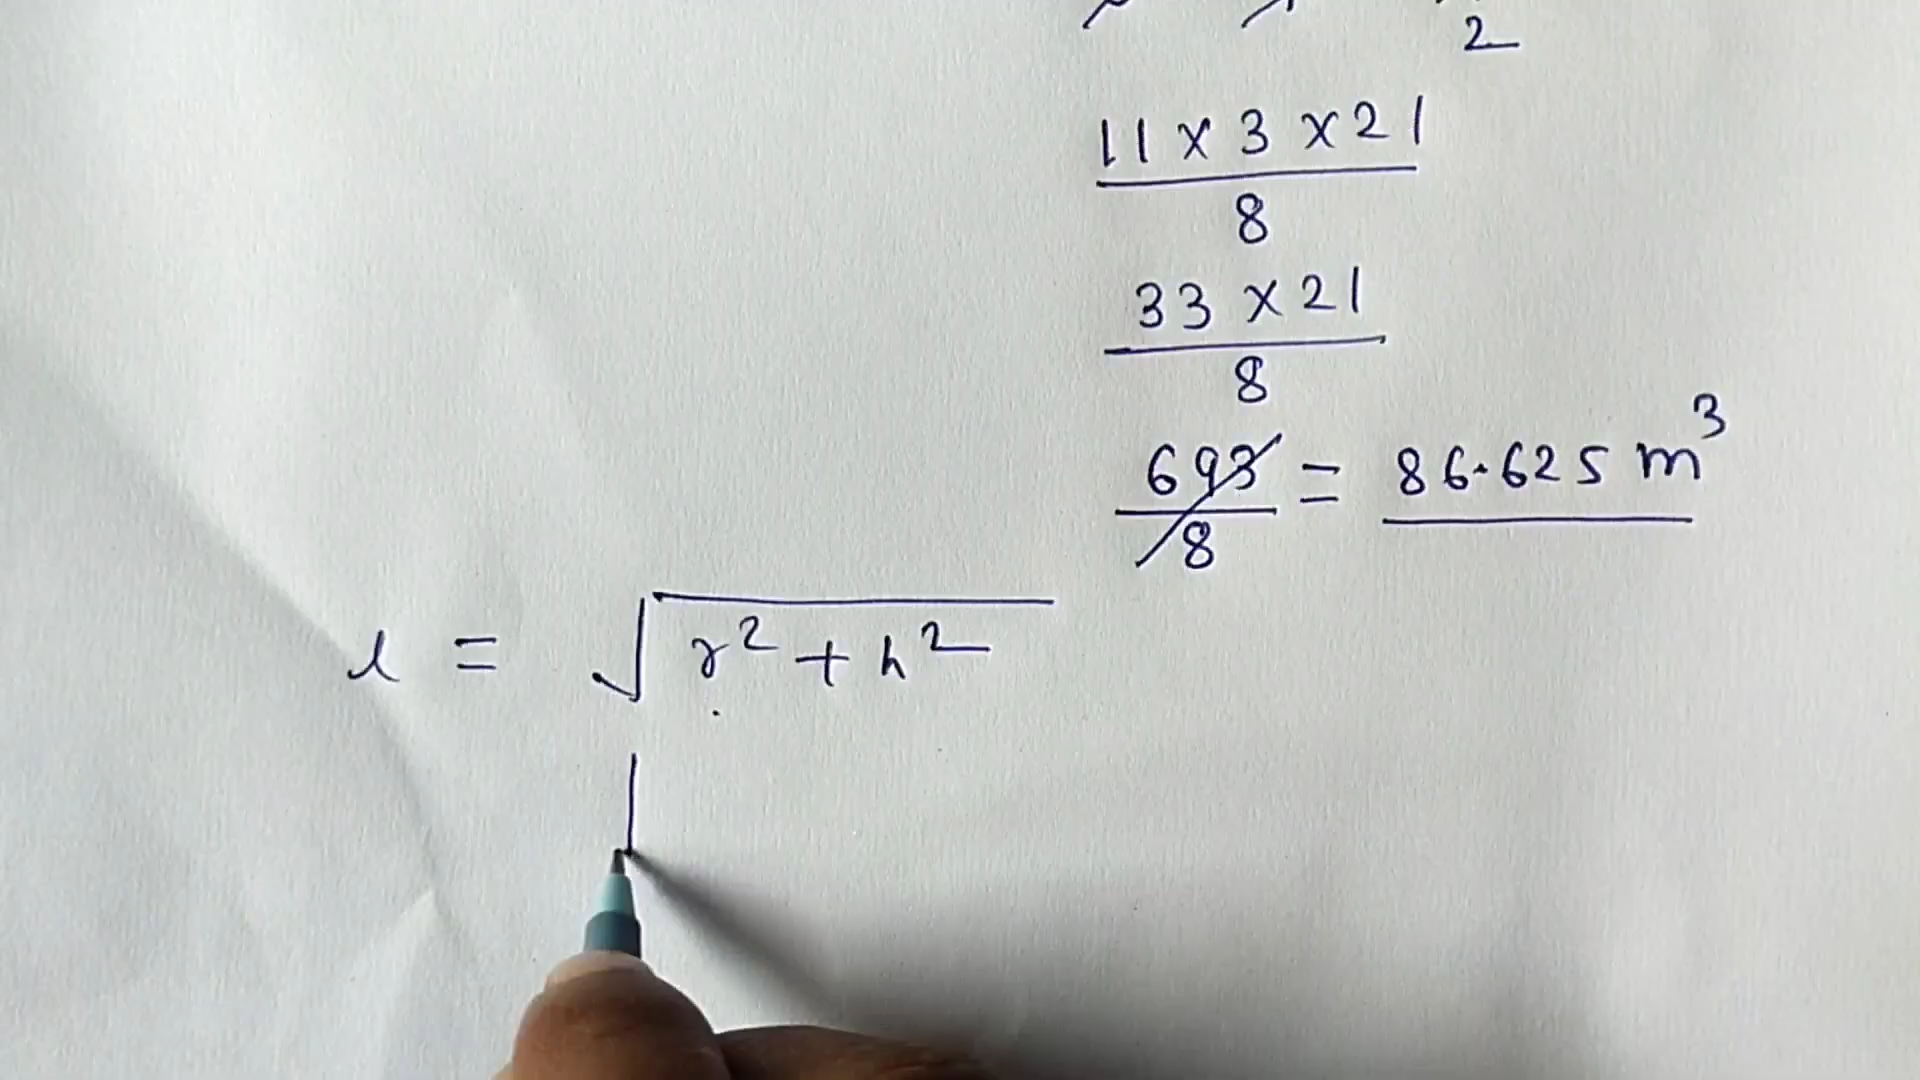 2
11 x 3 x 21
8
33 x 21
8
693 = 86.625 m³
8
l = √r² + h²